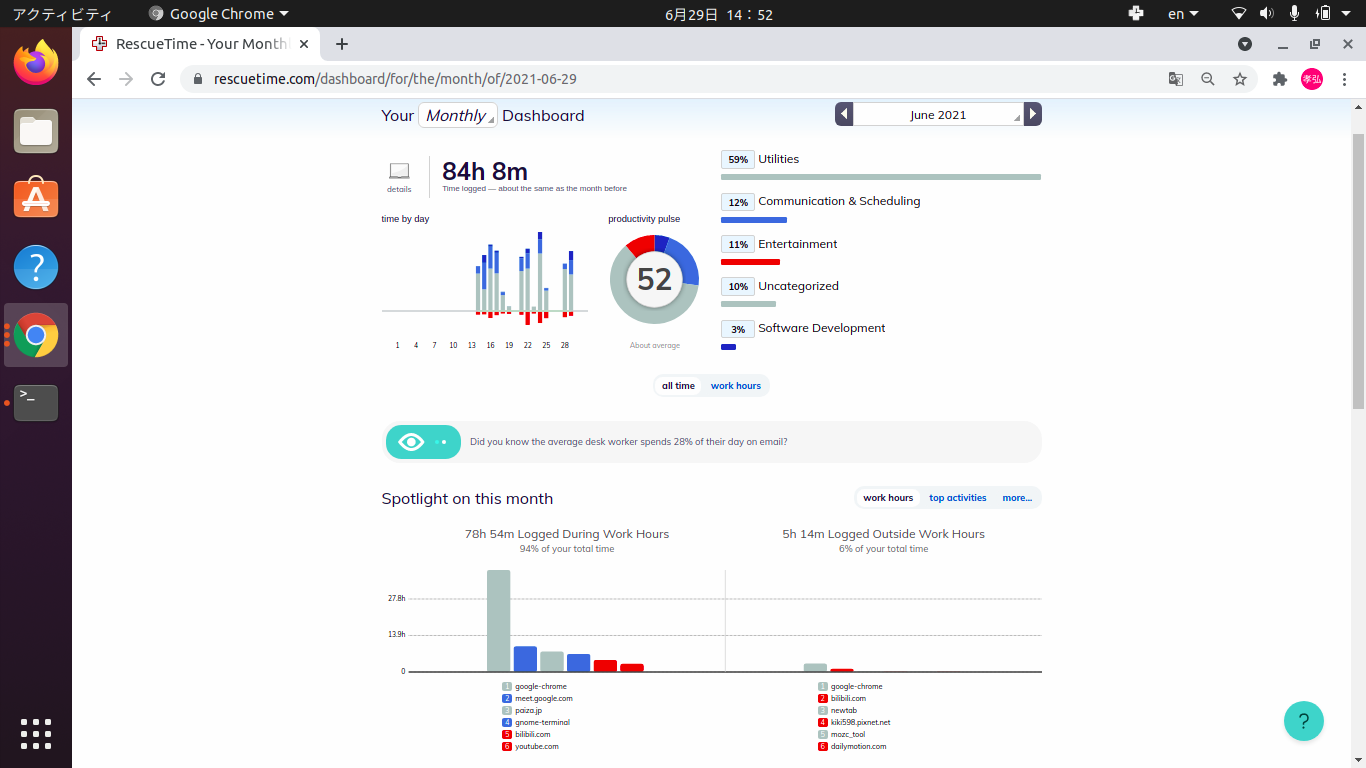 アクティビティ
Google Chrome
6月29日 14：52
en
RescueTime - Your Month
rescuetime.com/dashboard/for/the/month/of/2021-06-29
孝弘
Your Monthly Dashboard
June 2021
details
84h 8m
Time logged — about the same as the month before
time by day
1 4 7 10 13 16 19 22 25 28
productivity pulse
52
About average
59% Utilities
12% Communication & Scheduling
11% Entertainment
10% Uncategorized
3% Software Development
all time
work hours
Did you know the average desk worker spends 28% of their day on email?
Spotlight on this month
work hours
top activities
more...
78h 54m Logged During Work Hours
94% of your total time
5h 14m Logged Outside Work Hours
6% of your total time
27.8h
13.9h
0
1 google-chrome
2 meet.google.com
3 paiza.jp
4 gnome-terminal
5 bilibili.com
6 youtube.com
1 google-chrome
2 bilibili.com
3 newtab
4 kiki598.pixnet.net
5 mozc_tool
6 dailymotion.com
?